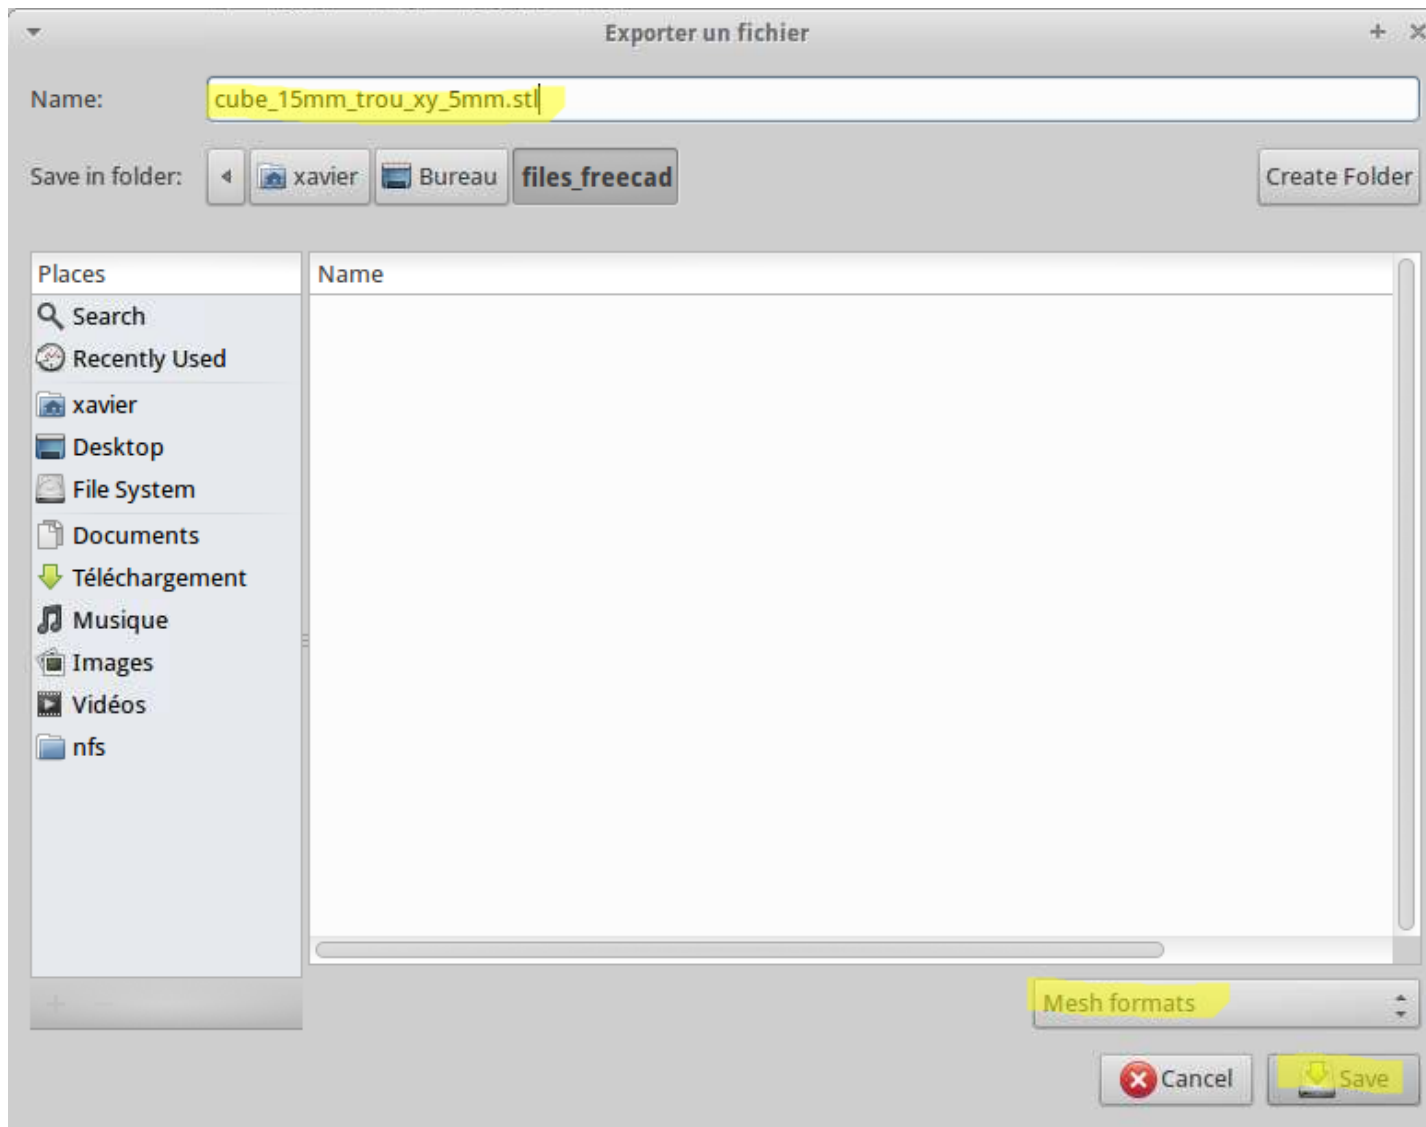 Exporter un fichier
Name: cube_15mm_trou_xy_5mm.stl
Save in folder: xavier Bureau files_freecad Create Folder
Places Name
Search
Recently Used
xavier
Desktop
File System
Documents
Téléchargement
Musique
Images
Vidéos
nfs
Mesh formats
Cancel Save